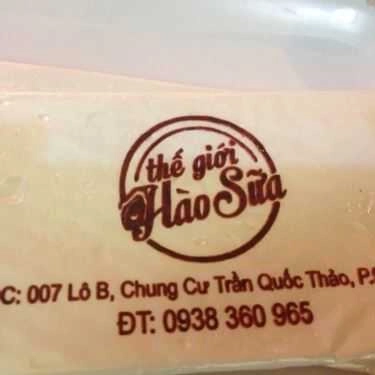 thế giới
Hào Sữa
C: 007 Lô B, Chung Cư Trần Quốc Thảo, P.
ĐT: 0938 360 965